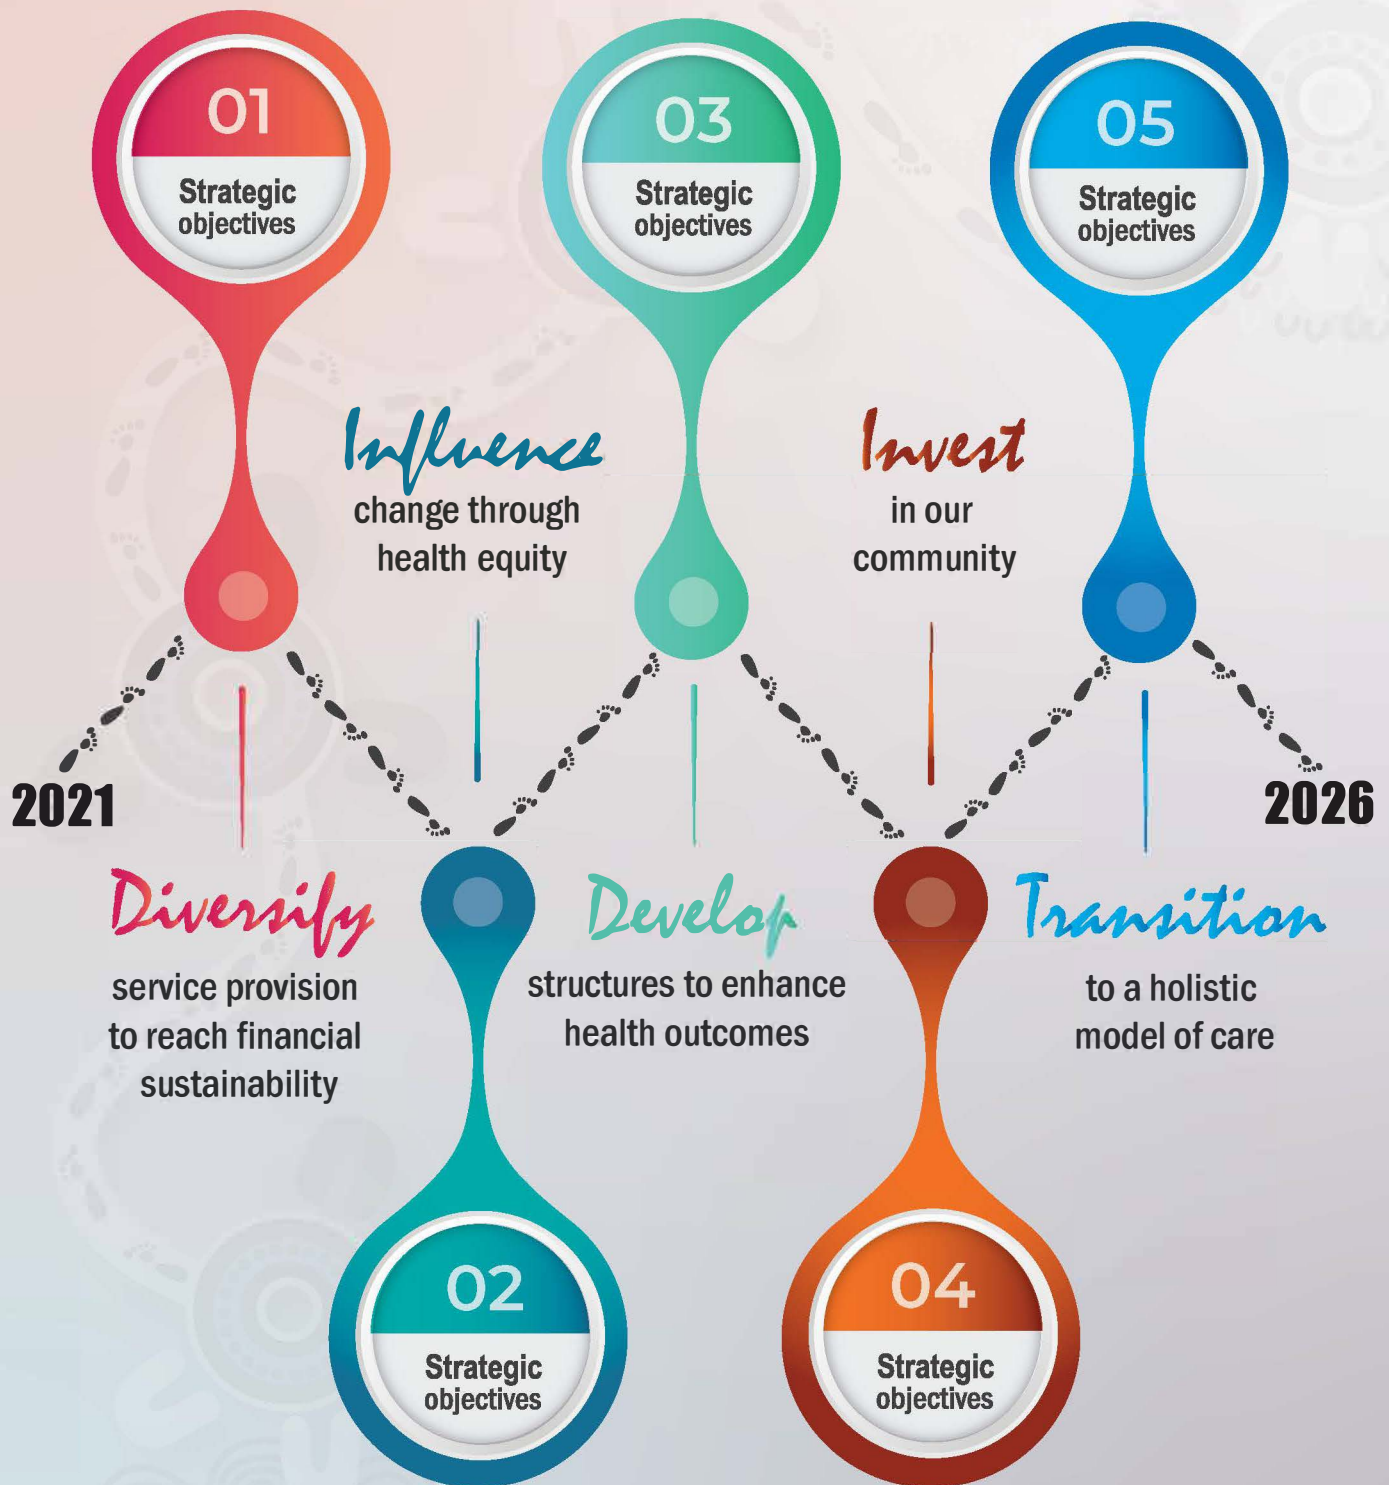 01
Strategic
objectives
03
Strategic
objectives
05
Strategic
objectives
Influence
change through
health equity
Invest
in our
community
2021
2026
Diversify
service provision
to reach financial
sustainability
Develop
structures to enhance
health outcomes
Transition
to a holistic
model of care
02
Strategic
objectives
04
Strategic
objectives